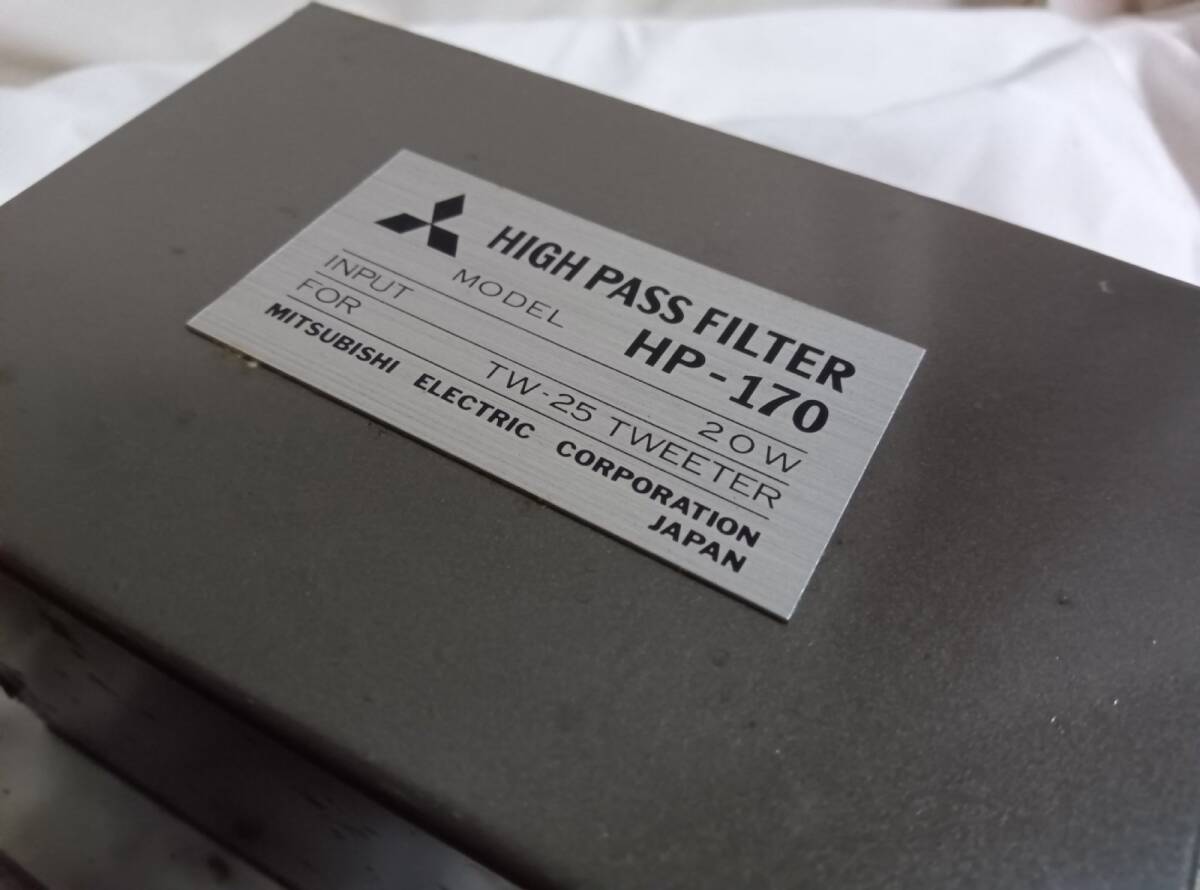 HIGH PASS FILTER
MODEL HP-170
INPUT 20W
FOR TW-25 TWEETER
MITSUBISHI ELECTRIC CORPORATION
JAPAN